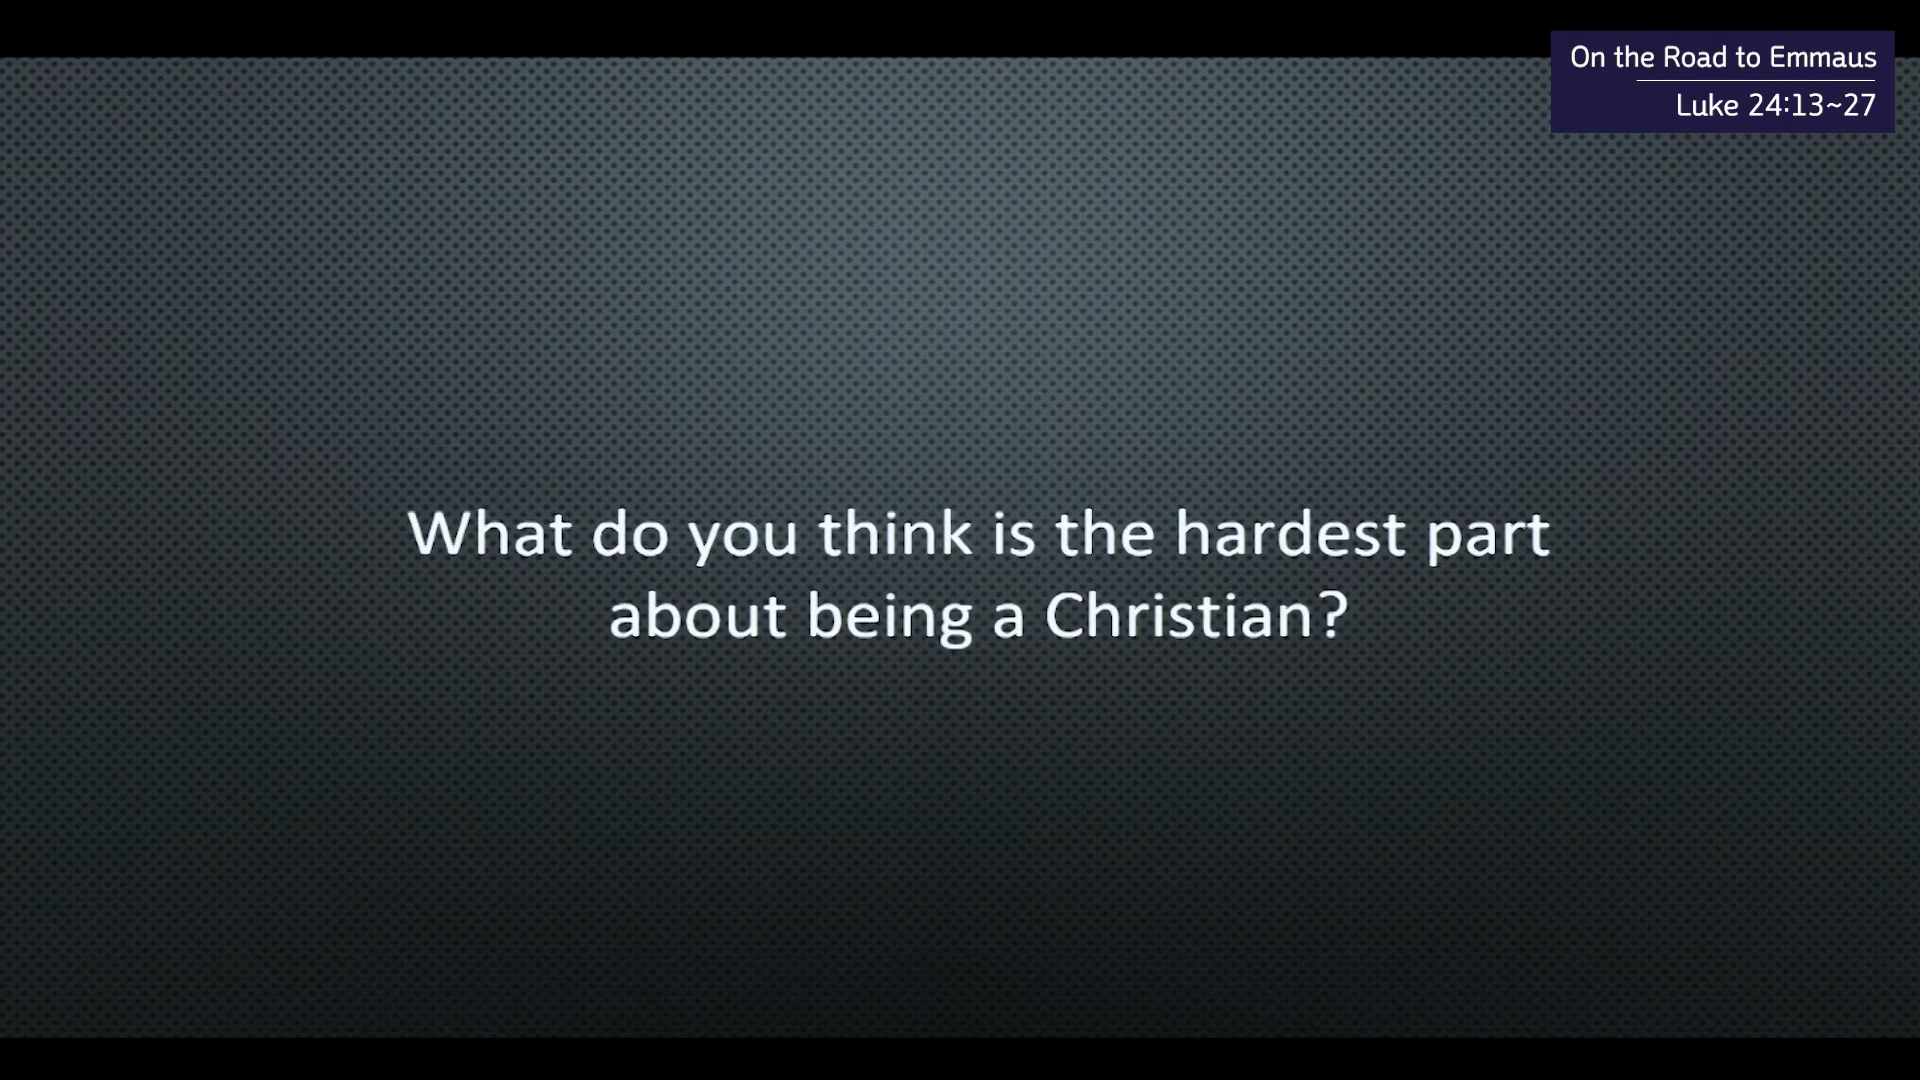 On the Road to Emmaus
Luke 24:13~27
What do you think is the hardest part
about being a Christian?